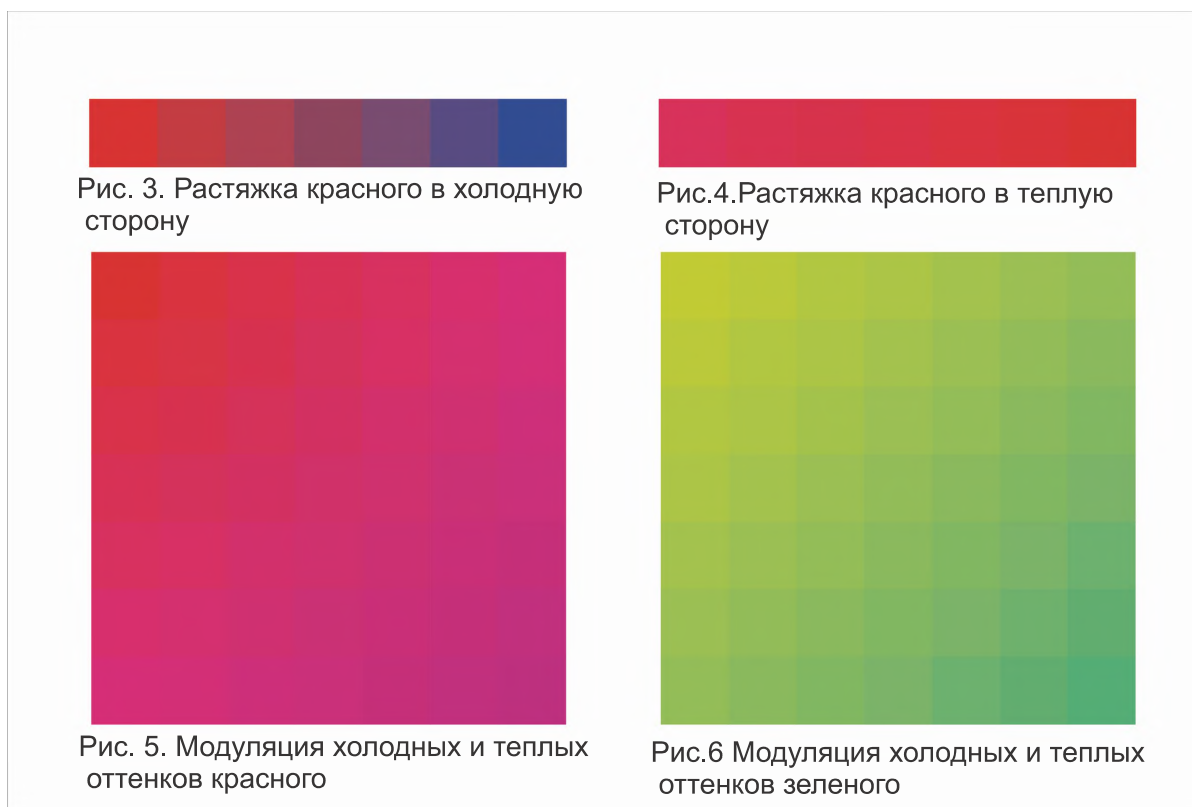 Рис. 3. Растяжка красного в холодную
сторону
Рис.4.Растяжка красного в теплую
сторону
Рис. 5. Модуляция холодных и теплых
оттенков красного
Рис.6 Модуляция холодных и теплых
оттенков зеленого